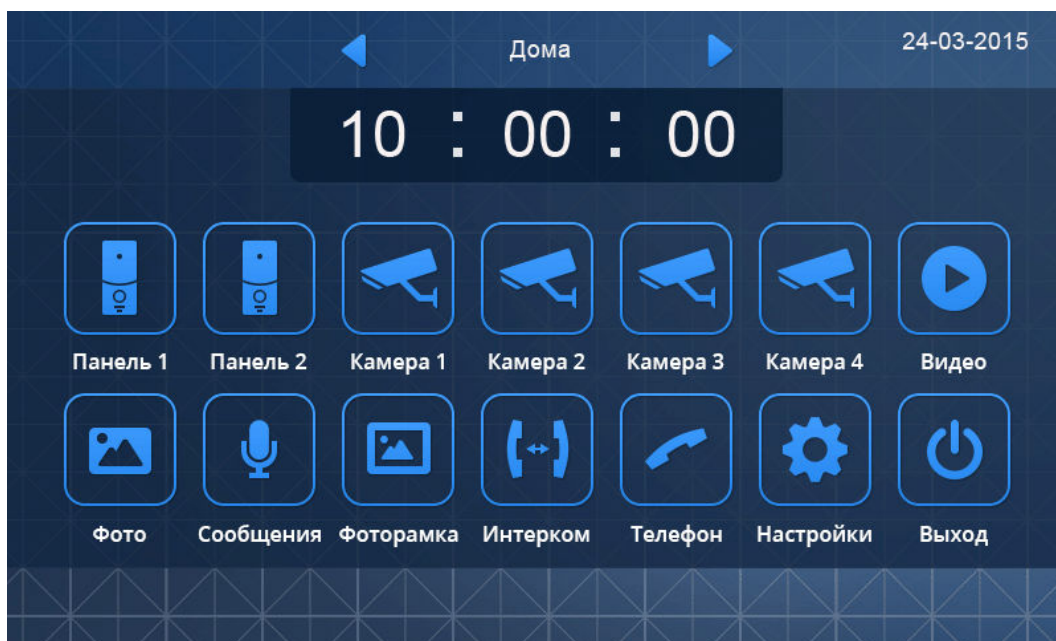 Дома 24-03-2015
10 : 00 : 00
Панель 1 Панель 2 Камера 1 Камера 2 Камера 3 Камера 4 Видео
Фото Сообщения Фоторамка Интерком Телефон Настройки Выход